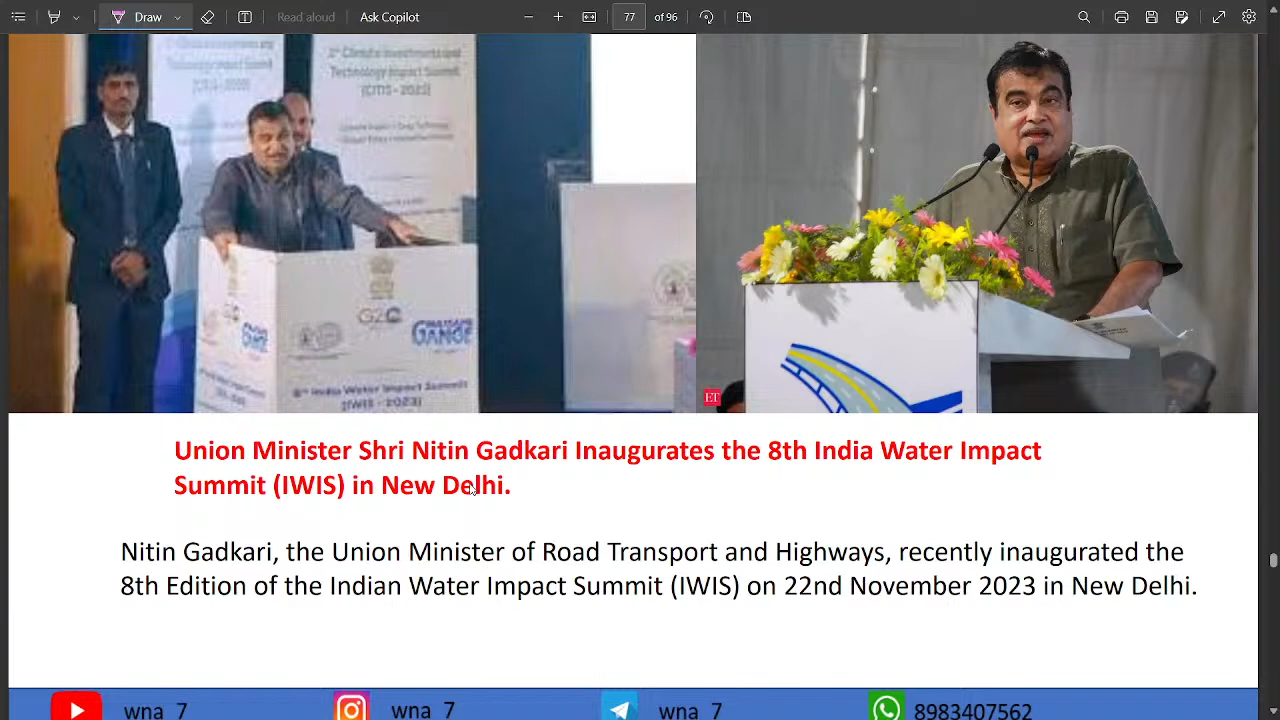 Draw
Read aloud
Ask Copilot
77
of 96
Technology Impact Summit
2nd Climate Investments and
Technology Impact Summit
(CITIS - 2023)
G20
NAMAMI
GANGE
8th India Water Impact Summit
(IWIS - 2023)
ET
Union Minister Shri Nitin Gadkari Inaugurates the 8th India Water Impact
Summit (IWIS) in New Delhi.
Nitin Gadkari, the Union Minister of Road Transport and Highways, recently inaugurated the
8th Edition of the Indian Water Impact Summit (IWIS) on 22nd November 2023 in New Delhi.
wna_7
wna_7
wna_7
8983407562